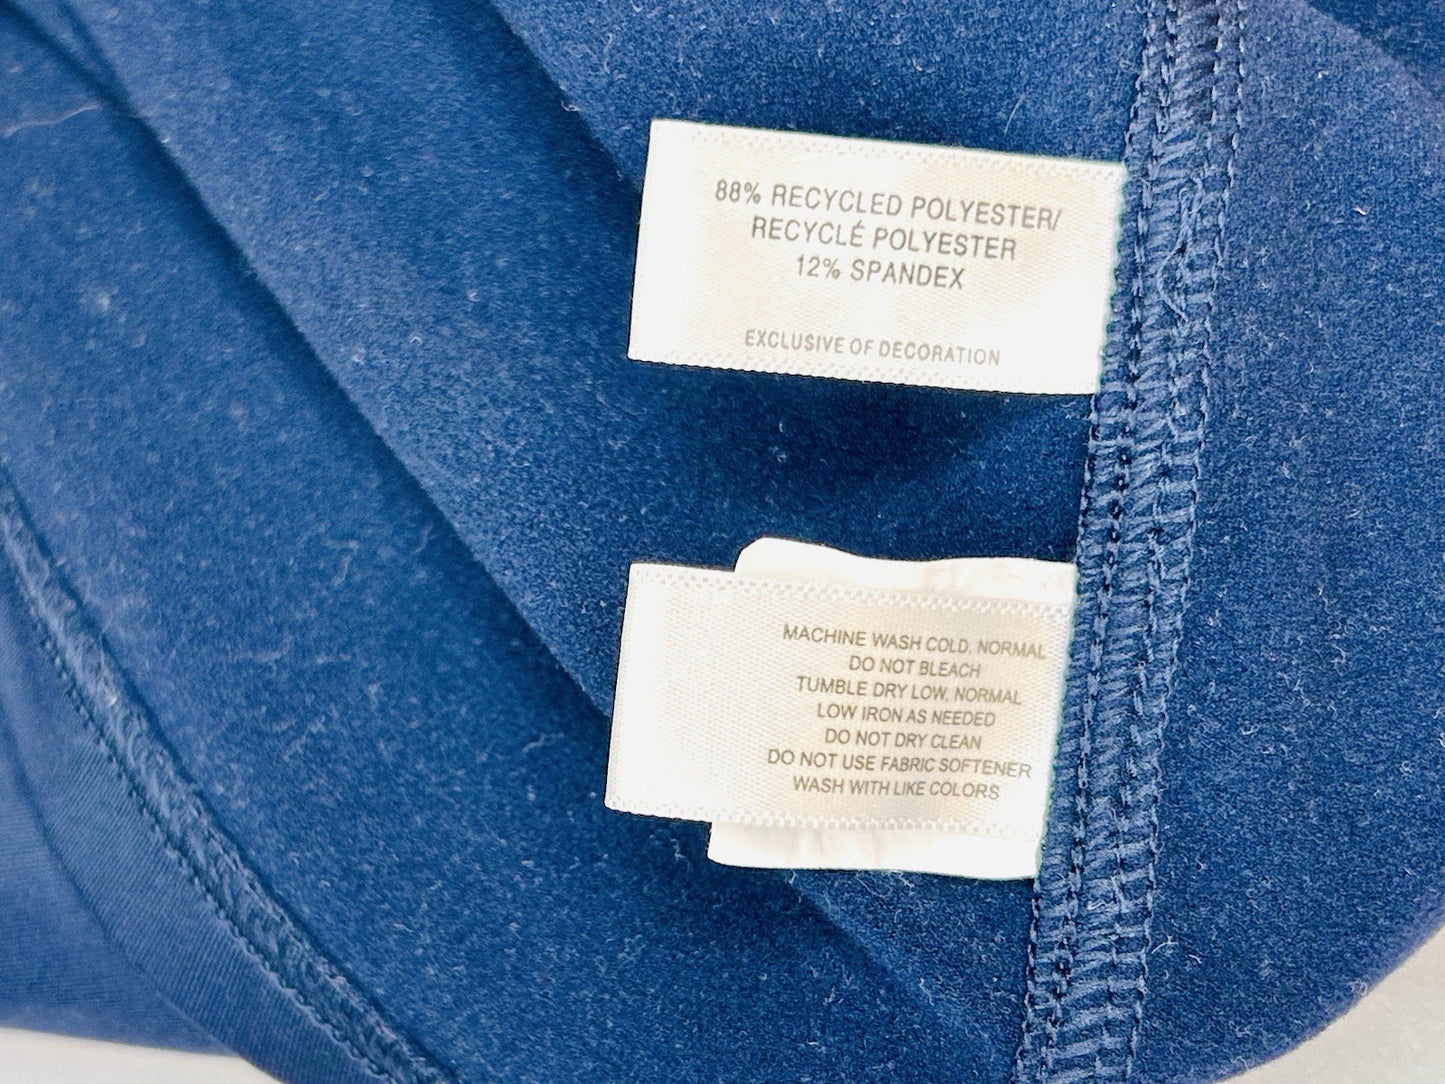 88% RECYCLED POLYESTER/
RECYCLÉ POLYESTER
12% SPANDEX
EXCLUSIVE OF DECORATION
MACHINE WASH COLD, NORMAL
DO NOT BLEACH
TUMBLE DRY LOW, NORMAL
LOW IRON AS NEEDED
DO NOT DRY CLEAN
DO NOT USE FABRIC SOFTENER
WASH WITH LIKE COLORS